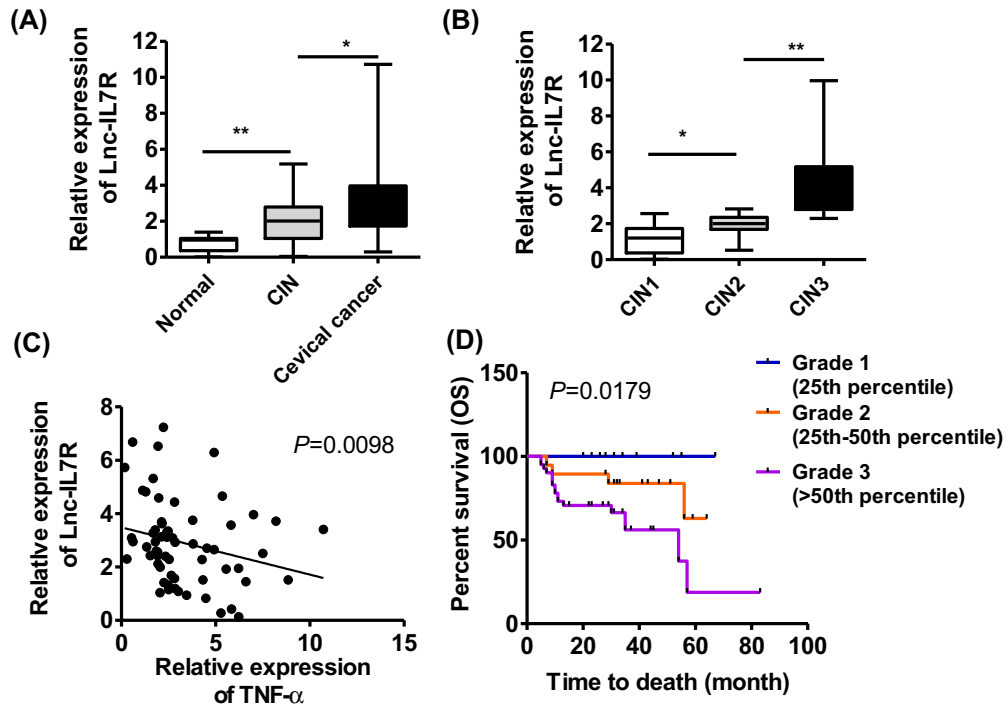 (A)
Relative expression
of Lnc-IL7R
12
10
8
6
4
2
0
**
*
Normal
CIN
Cevical cancer
(B)
Relative expression
of Lnc-IL7R
12
10
8
6
4
2
0
*
**
CIN1
CIN2
CIN3
(C)
Relative expression
of Lnc-IL7R
8
6
4
2
0
P=0.0098
0 5 10 15
Relative expression
of TNF-α
(D)
Percent survival (OS)
150
100
50
0
P=0.0179
0 20 40 60 80 100
Time to death (month)
Grade 1
(25th percentile)
Grade 2
(25th-50th percentile)
Grade 3
(>50th percentile)